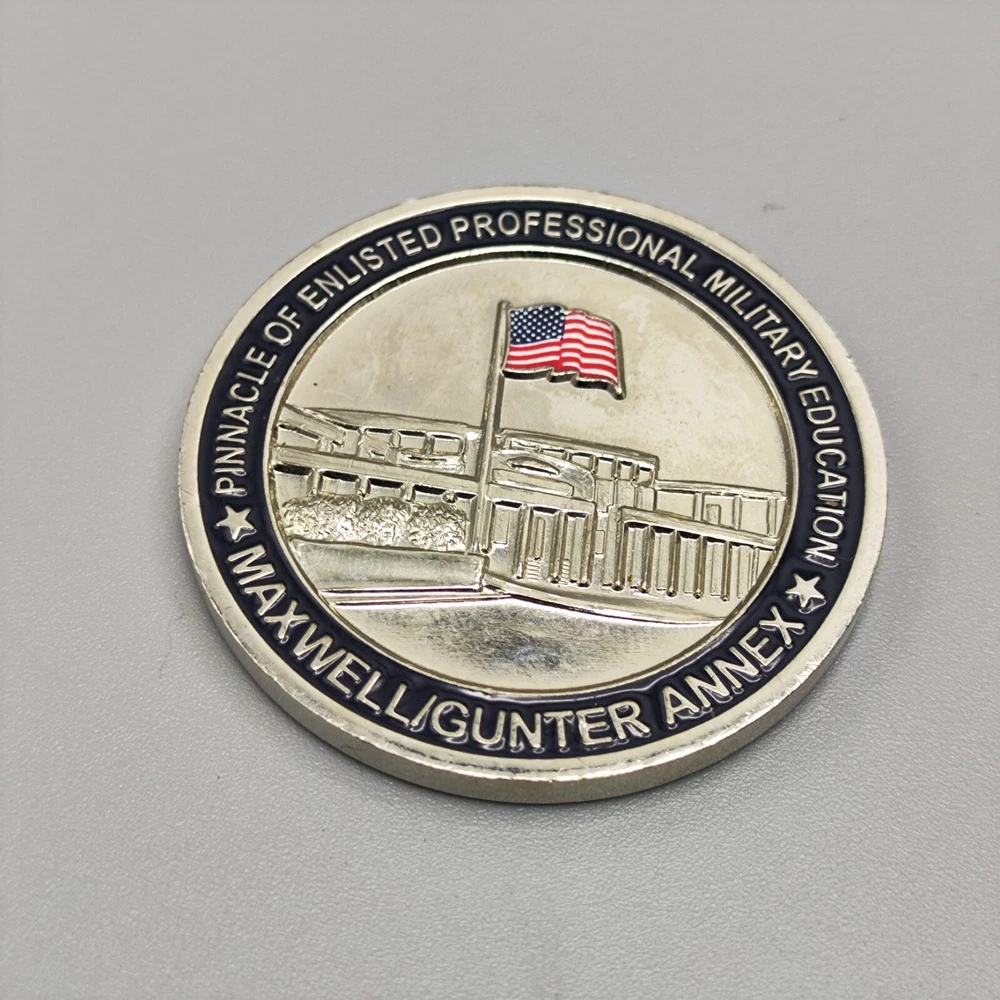 PINNACLE OF ENLISTED PROFESSIONAL MILITARY EDUCATION
MAXWELL/GUNTER ANNEX